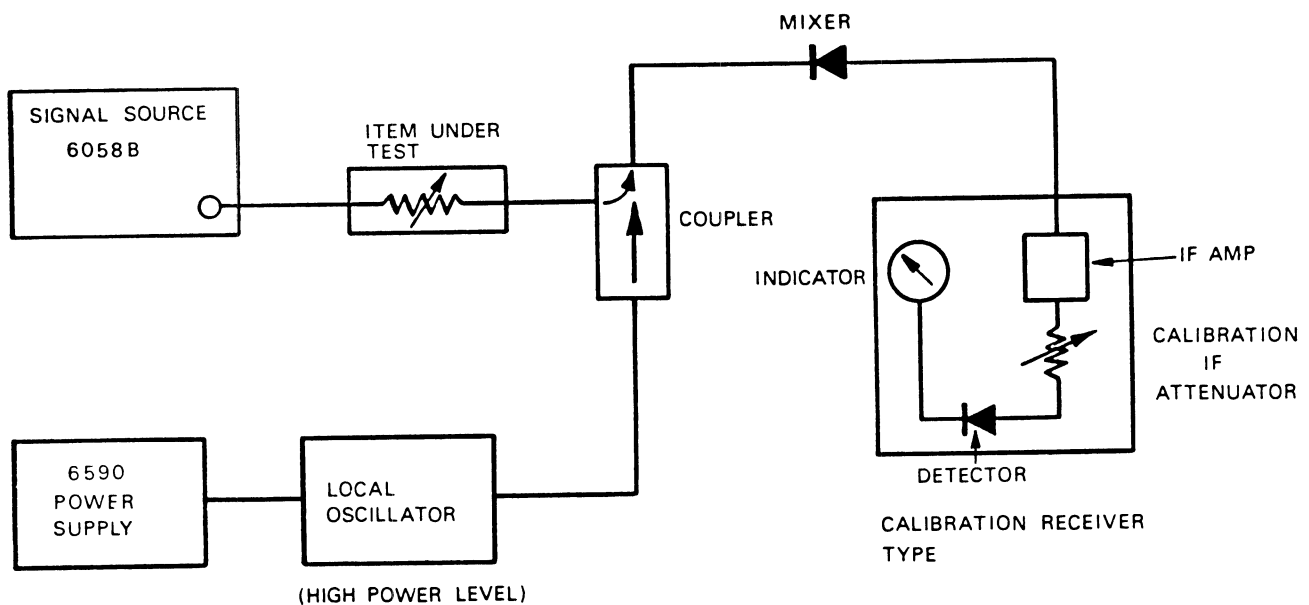 MIXER
SIGNAL SOURCE
6058B
ITEM UNDER
TEST
COUPLER
INDICATOR
IF AMP
CALIBRATION
IF
ATTENUATOR
DETECTOR
CALIBRATION RECEIVER
TYPE
6590
POWER
SUPPLY
LOCAL
OSCILLATOR
(HIGH POWER LEVEL)